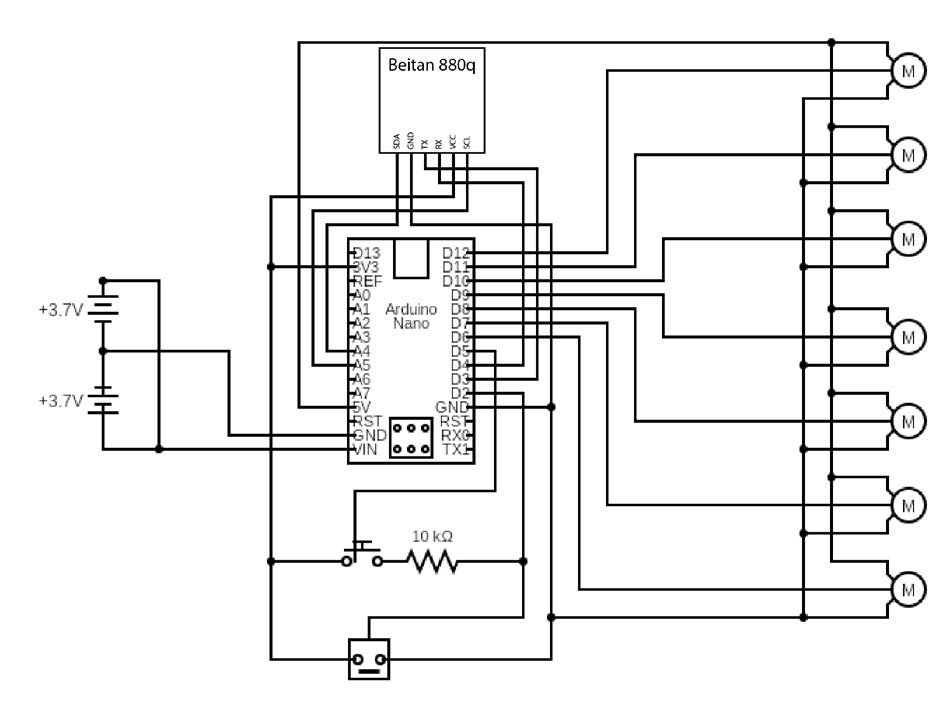 Beitan 880q
SDA
GND
TX
RX
VCC
SCL
D13
3V3
REF
A0
A1
A2
A3
A4
A5
A6
A7
5V
RST
GND
VIN
Arduino
Nano
D12
D11
D10
D9
D8
D7
D6
D5
D4
D3
D2
GND
RST
RX0
TX1
+3.7V
+3.7V
10 kΩ
M
M
M
M
M
M
M